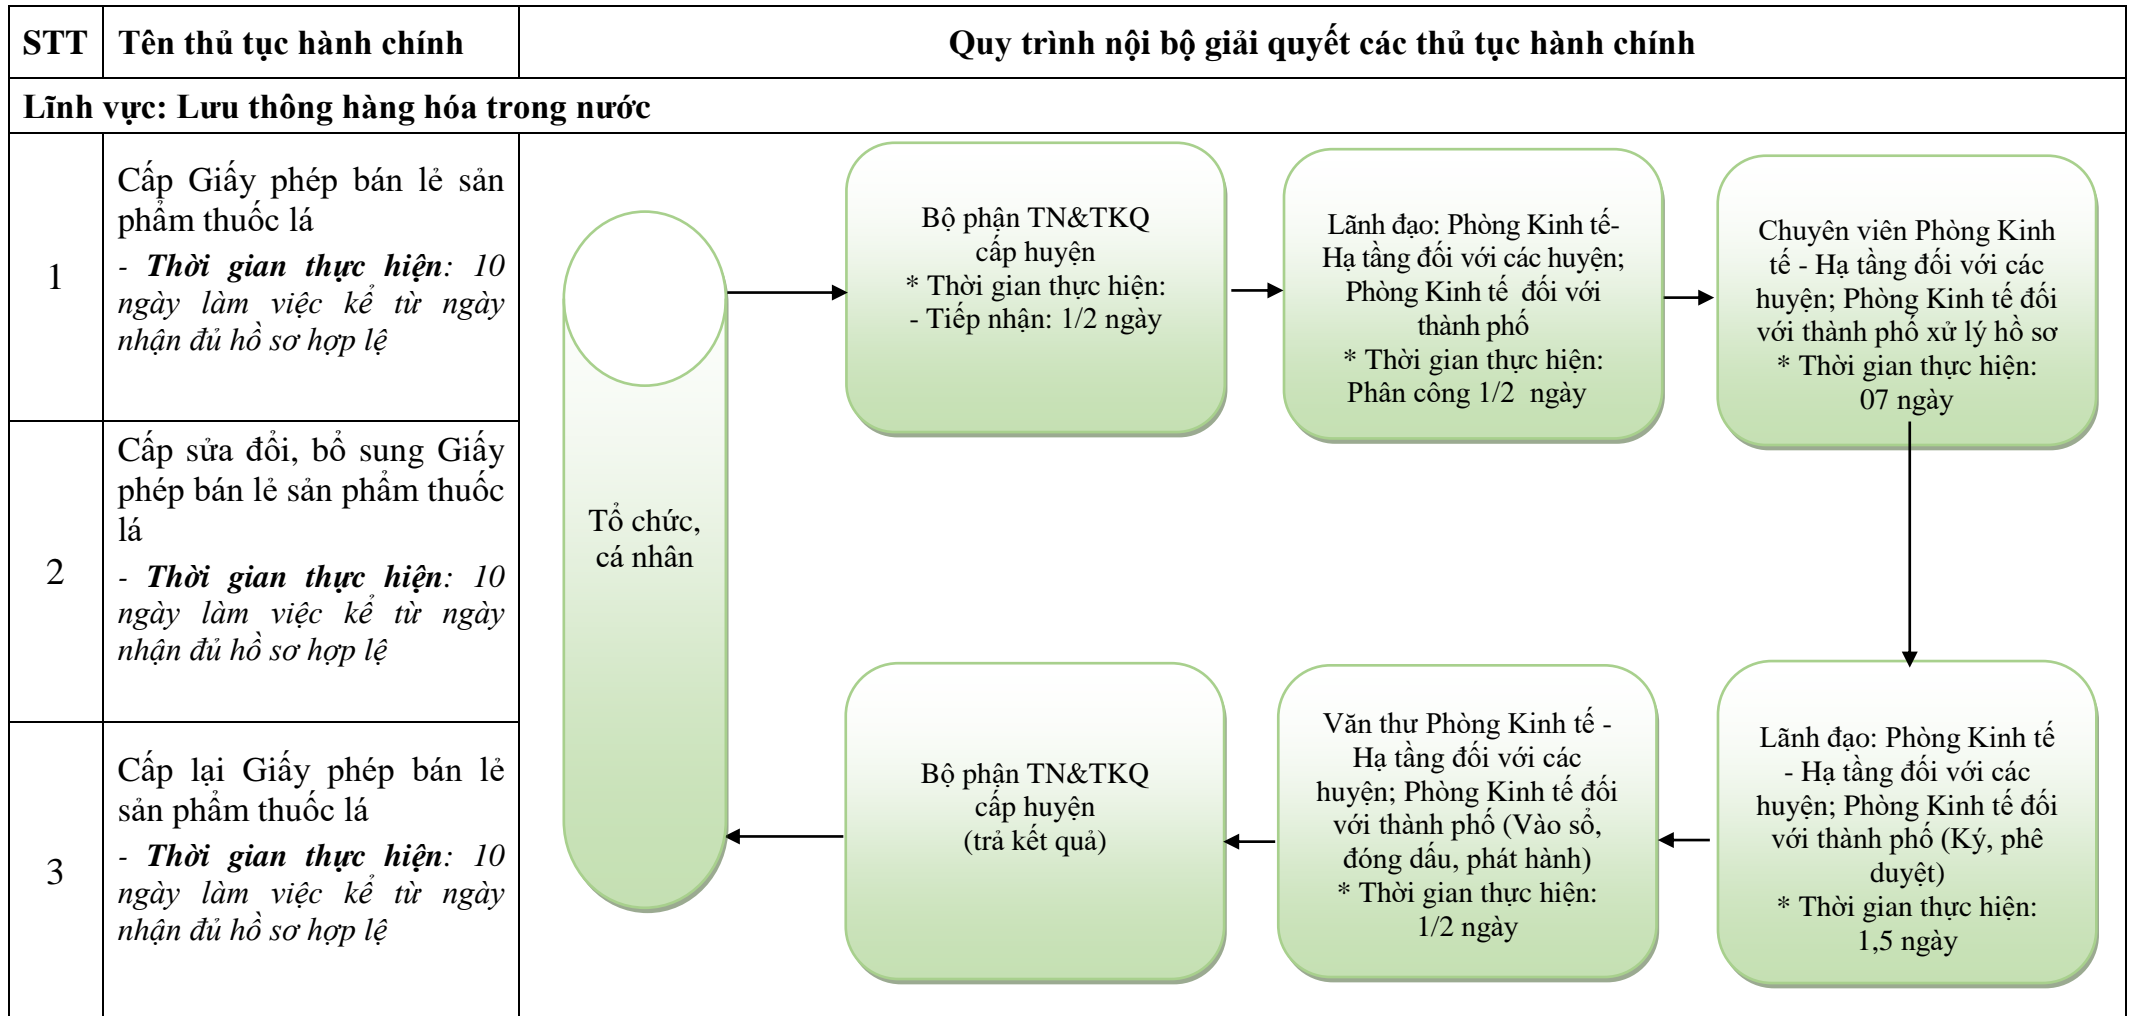 STT
Tên thủ tục hành chính
Quy trình nội bộ giải quyết các thủ tục hành chính
Lĩnh vực: Lưu thông hàng hóa trong nước
1
Cấp Giấy phép bán lẻ sản
phẩm thuốc lá
- Thời gian thực hiện: 10
ngày làm việc kể từ ngày
nhận đủ hồ sơ hợp lệ
2
Cấp sửa đổi, bổ sung Giấy
phép bán lẻ sản phẩm thuốc
lá
- Thời gian thực hiện: 10
ngày làm việc kể từ ngày
nhận đủ hồ sơ hợp lệ
3
Cấp lại Giấy phép bán lẻ
sản phẩm thuốc lá
- Thời gian thực hiện: 10
ngày làm việc kể từ ngày
nhận đủ hồ sơ hợp lệ
Tổ chức,
cá nhân
Bộ phận TN&TKQ
cấp huyện
* Thời gian thực hiện:
- Tiếp nhận: 1/2 ngày
Lãnh đạo: Phòng Kinh tế-
Hạ tầng đối với các huyện;
Phòng Kinh tế đối với
thành phố
* Thời gian thực hiện:
Phân công 1/2 ngày
Chuyên viên Phòng Kinh
tế - Hạ tầng đối với các
huyện; Phòng Kinh tế đối
với thành phố xử lý hồ sơ
* Thời gian thực hiện:
07 ngày
Lãnh đạo: Phòng Kinh tế
- Hạ tầng đối với các
huyện; Phòng Kinh tế đối
với thành phố (Ký, phê
duyệt)
* Thời gian thực hiện:
1,5 ngày
Văn thư Phòng Kinh tế -
Hạ tầng đối với các
huyện; Phòng Kinh tế đối
với thành phố (Vào sổ,
đóng dấu, phát hành)
* Thời gian thực hiện:
1/2 ngày
Bộ phận TN&TKQ
cấp huyện
(trả kết quả)